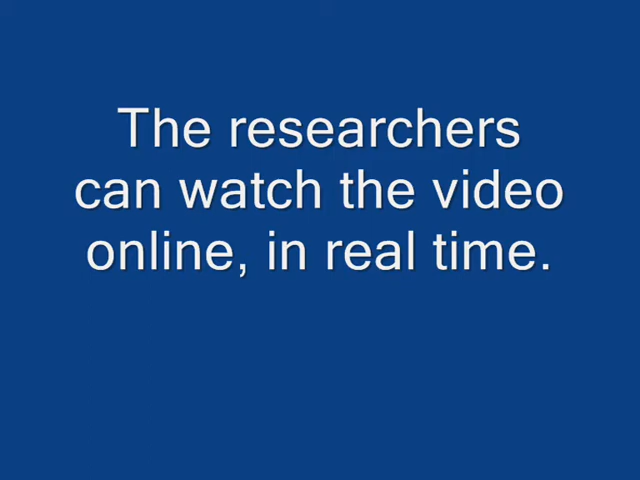 The researchers
can watch the video
online, in real time.